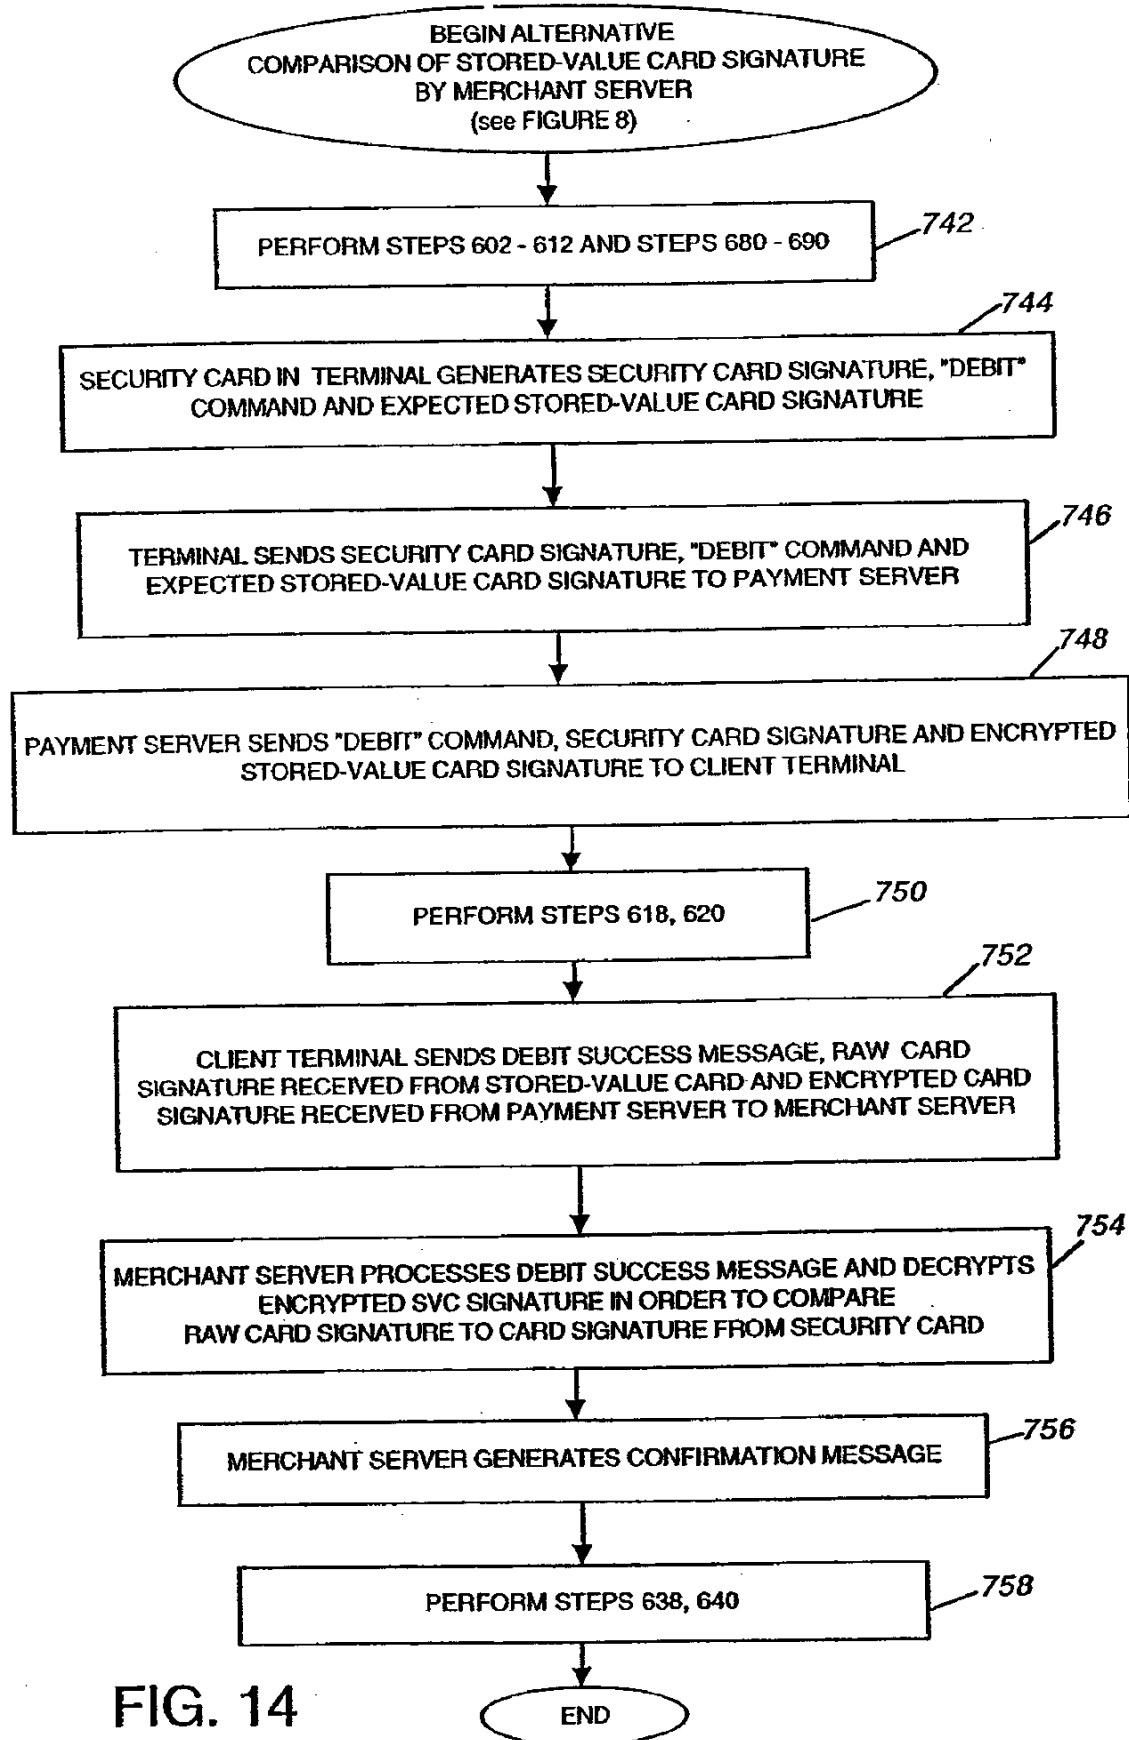 BEGIN ALTERNATIVE
COMPARISON OF STORED-VALUE CARD SIGNATURE
BY MERCHANT SERVER
(see FIGURE 8)
742
PERFORM STEPS 602 - 612 AND STEPS 680 - 690
744
SECURITY CARD IN TERMINAL GENERATES SECURITY CARD SIGNATURE, "DEBIT"
COMMAND AND EXPECTED STORED-VALUE CARD SIGNATURE
746
TERMINAL SENDS SECURITY CARD SIGNATURE, "DEBIT" COMMAND AND
EXPECTED STORED-VALUE CARD SIGNATURE TO PAYMENT SERVER
748
PAYMENT SERVER SENDS "DEBIT" COMMAND, SECURITY CARD SIGNATURE AND ENCRYPTED
STORED-VALUE CARD SIGNATURE TO CLIENT TERMINAL
750
PERFORM STEPS 618, 620
752
CLIENT TERMINAL SENDS DEBIT SUCCESS MESSAGE, RAW CARD
SIGNATURE RECEIVED FROM STORED-VALUE CARD AND ENCRYPTED CARD
SIGNATURE RECEIVED FROM PAYMENT SERVER TO MERCHANT SERVER
754
MERCHANT SERVER PROCESSES DEBIT SUCCESS MESSAGE AND DECRYPTS
ENCRYPTED SVC SIGNATURE IN ORDER TO COMPARE
RAW CARD SIGNATURE TO CARD SIGNATURE FROM SECURITY CARD
756
MERCHANT SERVER GENERATES CONFIRMATION MESSAGE
758
PERFORM STEPS 638, 640
FIG. 14
END